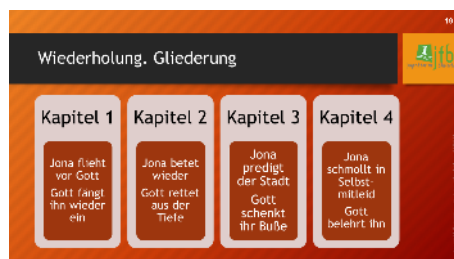 10
Wiederholung. Gliederung
jtb
Kapitel 1
Jona flieht
vor Gott
Gott fängt
ihn wieder
ein
Kapitel 2
Jona betet
wieder
Gott rettet
aus der
Tiefe
Kapitel 3
Jona
predigt
der Stadt
Gott
schenkt
ihr Buße
Kapitel 4
Jona
schmollt in
Selbst-
mitleid
Gott
belehrt ihn